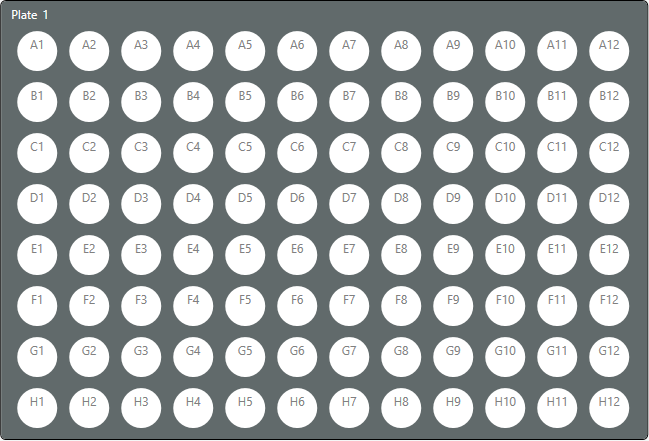 Plate 1
A1 A2 A3 A4 A5 A6 A7 A8 A9 A10 A11 A12
B1 B2 B3 B4 B5 B6 B7 B8 B9 B10 B11 B12
C1 C2 C3 C4 C5 C6 C7 C8 C9 C10 C11 C12
D1 D2 D3 D4 D5 D6 D7 D8 D9 D10 D11 D12
E1 E2 E3 E4 E5 E6 E7 E8 E9 E10 E11 E12
F1 F2 F3 F4 F5 F6 F7 F8 F9 F10 F11 F12
G1 G2 G3 G4 G5 G6 G7 G8 G9 G10 G11 G12
H1 H2 H3 H4 H5 H6 H7 H8 H9 H10 H11 H12